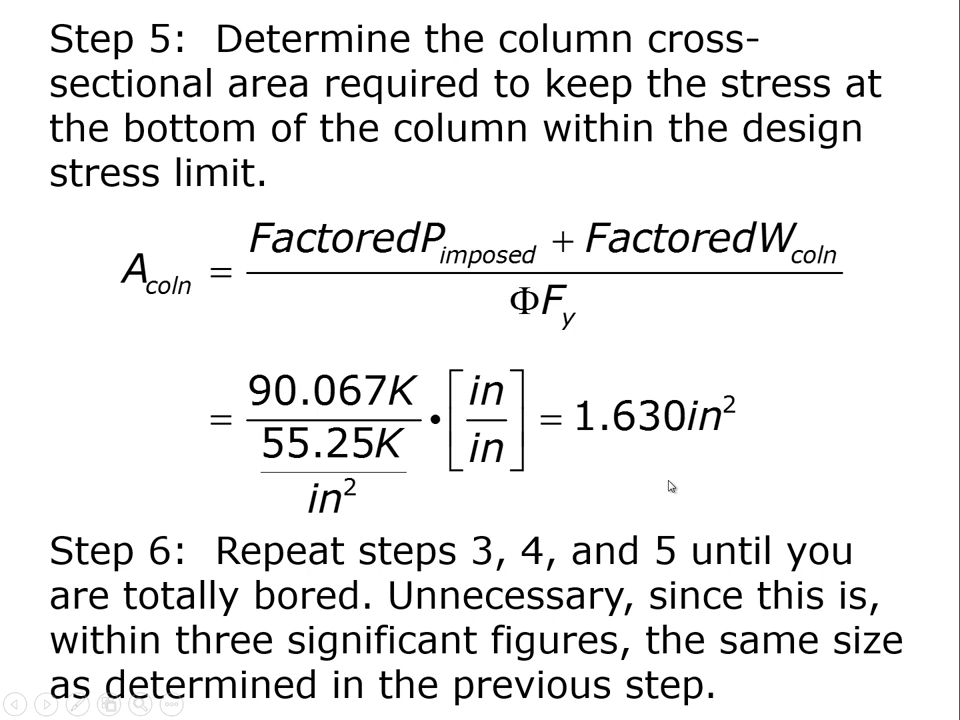 Step 5:  Determine the column cross-
sectional area required to keep the stress at
the bottom of the column within the design
stress limit.
A_coln = (FactoredP_imposed + FactoredW_coln) / (ΦF_y)
= 90.067K / (55.25K / in²) • [in / in] = 1.630in²
Step 6:  Repeat steps 3, 4, and 5 until you
are totally bored. Unnecessary, since this is,
within three significant figures, the same size
as determined in the previous step.